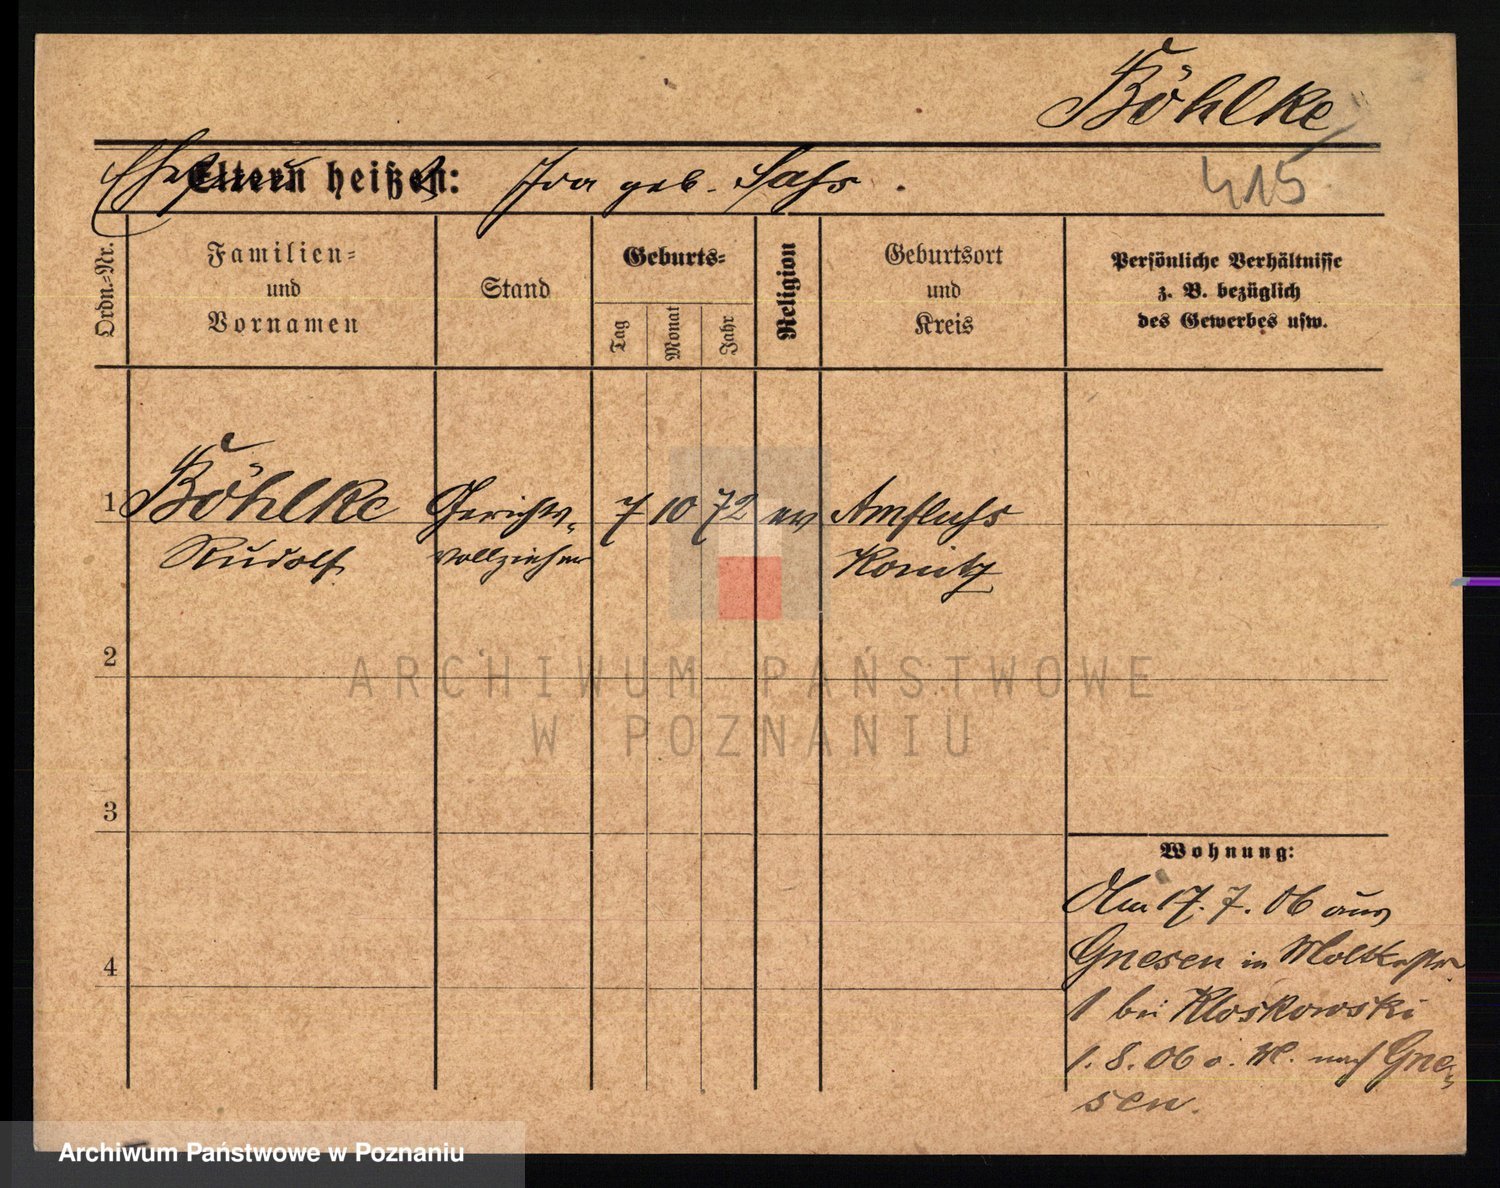 Böhlke
Eltern heißen: Ida geb. Sahr.
415
Ordn.-Nr.
Familien-
und
Vornamen
Stand
Geburts-
Tag
Monat
Jahr
Religion
Geburtsort
und
Kreis
Persönliche Verhältnisse
z. B. bezüglich
des Gewerbes usw.
1 Böhlke Gerichts- 7 10 72 ev
Rudolf vollzieher Konitz
2
3
4
Wohnung:
Am 17. 7. 06 aus
Gnesen in Moltkestr
1 bei Kloskowski
1. 8. 06 o. W. nach Gne-
sen.
ARCHIWUM PAŃSTWOWE
W POZNANIU
Archiwum Państwowe w Poznaniu